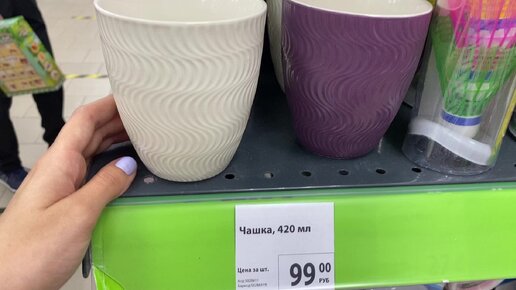 Чашка, 420 мл
Цена за шт.
99 00
РУБ